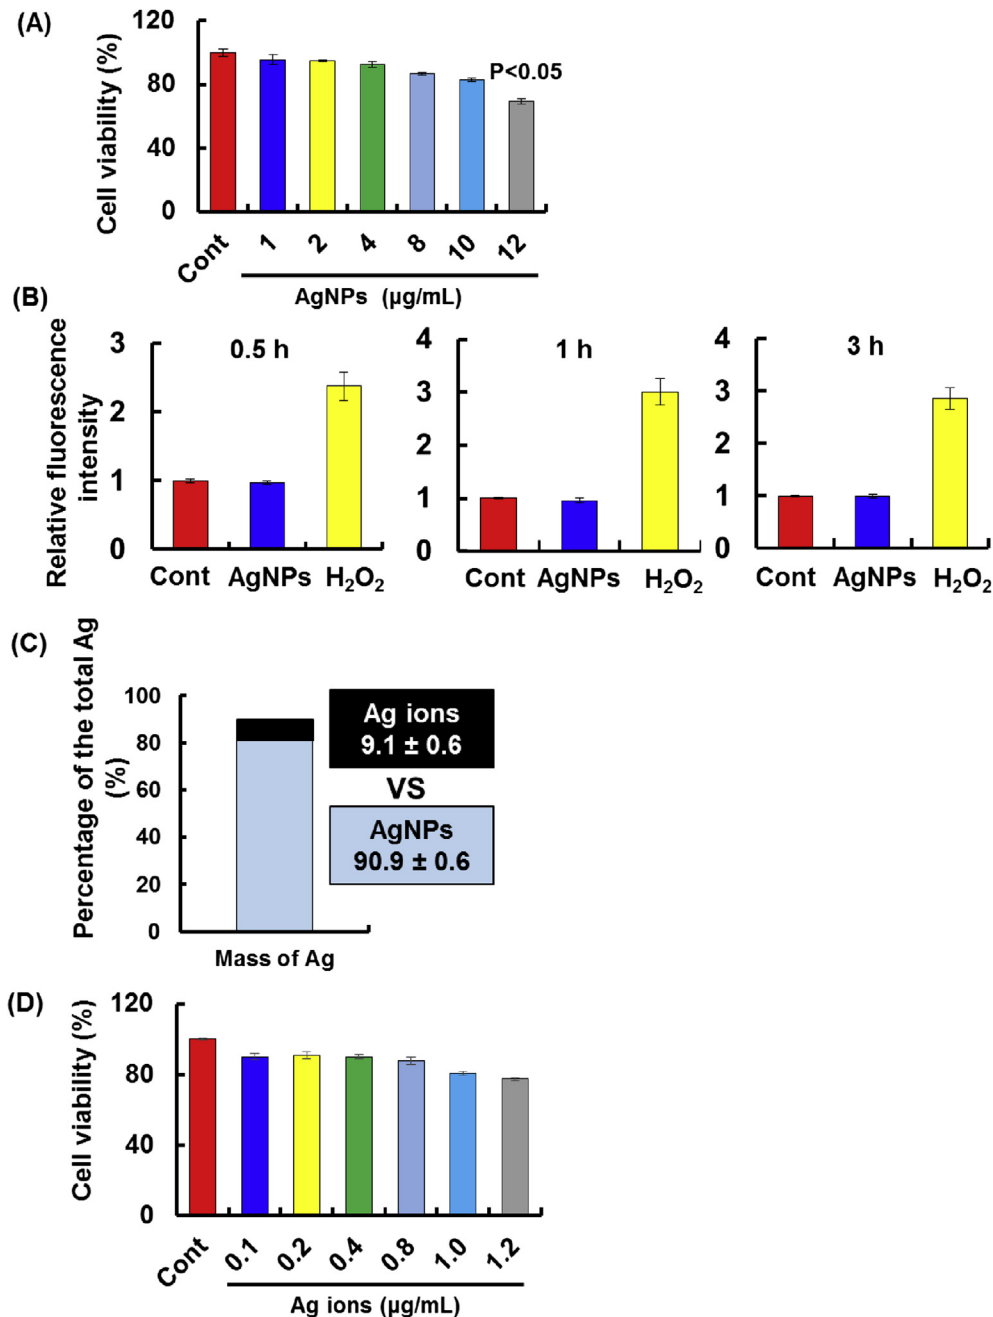 (A)
Cell viability (%)
120
80
40
0
P<0.05
Cont 1 2 4 8 10 12
AgNPs (µg/mL)
(B)
Relative fluorescence
intensity
3
2
1
0
0.5 h
Cont AgNPs H₂O₂
4
3
2
1
0
1 h
Cont AgNPs H₂O₂
4
3
2
1
0
3 h
Cont AgNPs H₂O₂
(C)
Percentage of the total Ag
(%)
100
80
60
40
20
0
Ag ions
9.1 ± 0.6
VS
AgNPs
90.9 ± 0.6
Mass of Ag
(D)
Cell viability (%)
120
80
40
0
Cont 0.1 0.2 0.4 0.8 1.0 1.2
Ag ions (µg/mL)